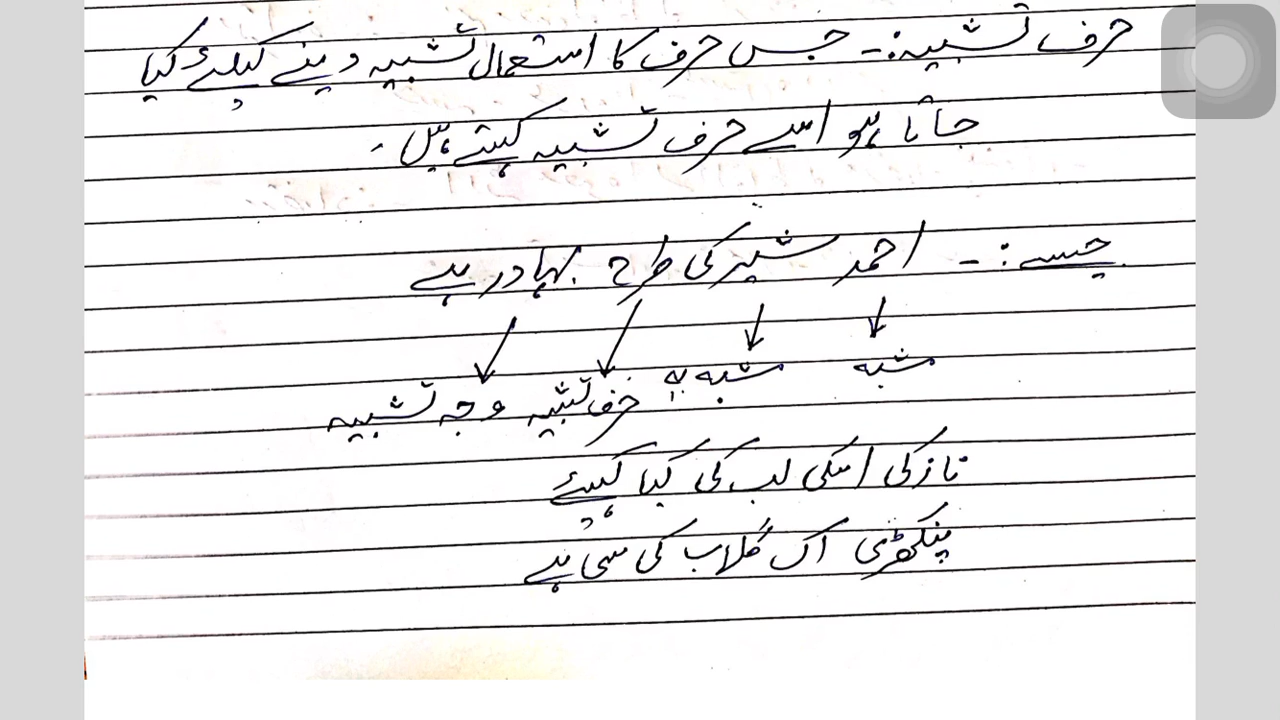 حرف تشبیہ:۔ جس حرف کا استعمال تشبیہ دینے کیلئے کیا
جاتا ہو اسے حرف تشبیہ کہتے ہیں۔
جیسے:۔ احمد شیر کی طرح بہادر ہے
مشبہ مشبہ بہ حرف تشبیہ وجہ تشبیہ
نازکی اسکی لب کی کیا کہیئے
پنکھڑی اک گلاب کی سی ہے